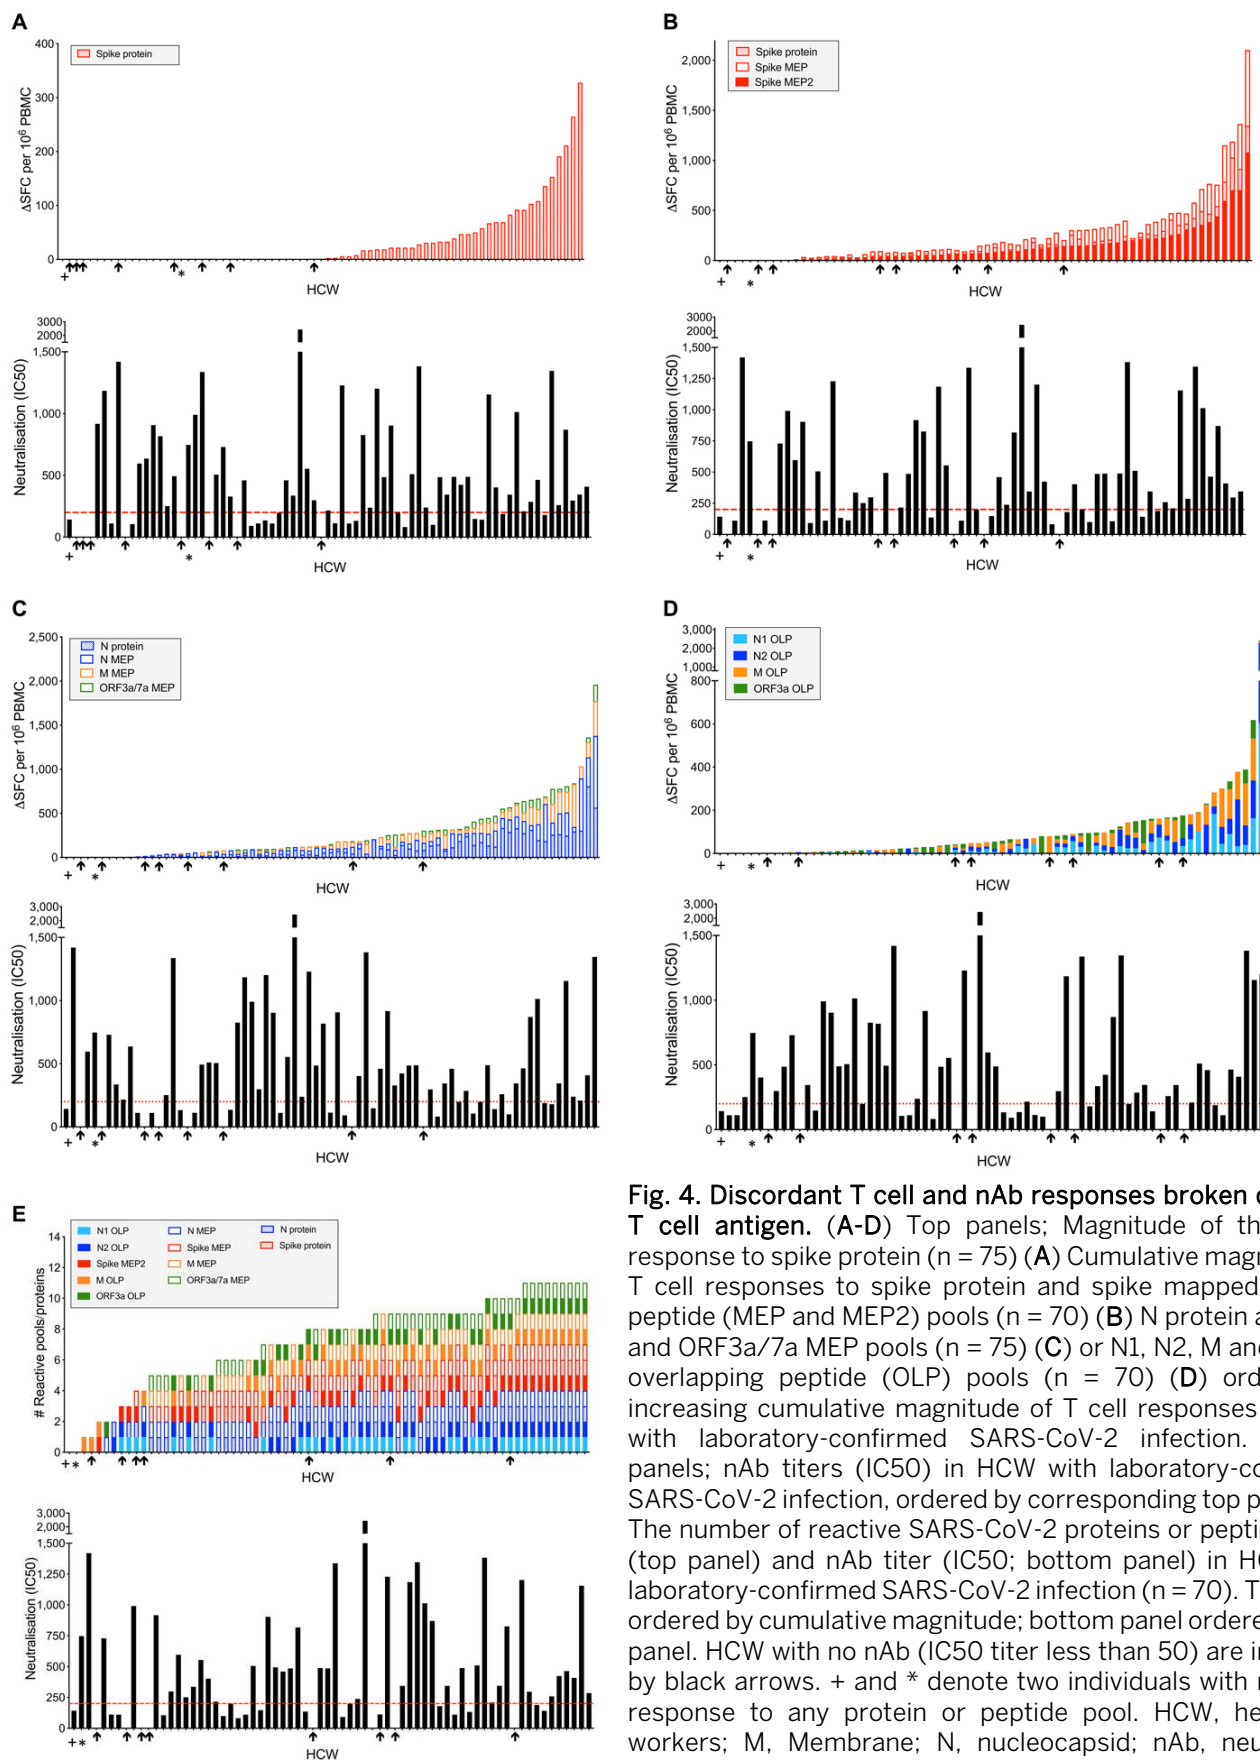 A
400
300
200
100
0
ΔSFC per 10⁶ PBMC
Spike protein
+
*
HCW
3000
2000
1,500
1,000
500
0
Neutralisation (IC50)
+
*
HCW
B
2,000
1,500
1,000
500
0
ΔSFC per 10⁶ PBMC
Spike protein
Spike MEP
Spike MEP2
+
*
HCW
3000
2000
1,500
1,250
1,000
750
500
250
0
Neutralisation (IC50)
+
*
HCW
C
2,500
2,000
1,500
1,000
500
0
ΔSFC per 10⁶ PBMC
N protein
N MEP
M MEP
ORF3a/7a MEP
+
*
HCW
3,000
2,000
1,500
1,000
500
0
Neutralisation (IC50)
+
*
HCW
D
3,000
2,000
1,000
800
600
400
200
0
ΔSFC per 10⁶ PBMC
N1 OLP
N2 OLP
M OLP
ORF3a OLP
+
*
HCW
3,000
2,000
1,500
1,000
500
0
Neutralisation (IC50)
+
*
HCW
E
14
12
10
8
6
4
2
0
# Reactive pools/proteins
N1 OLP
N2 OLP
Spike MEP2
M OLP
ORF3a OLP
N MEP
Spike MEP
M MEP
ORF3a/7a MEP
N protein
Spike protein
+
*
HCW
3,000
2,000
1,500
1,250
1,000
750
500
250
0
Neutralisation (IC50)
+
*
HCW
Fig. 4. Discordant T cell and nAb responses broken
T cell antigen. (A-D) Top panels; Magnitude of
response to spike protein (n = 75) (A) Cumulative
T cell responses to spike protein and spike mapped
peptide (MEP and MEP2) pools (n = 70) (B) N protein
and ORF3a/7a MEP pools (n = 75) (C) or N1, N2, M
overlapping peptide (OLP) pools (n = 70) (D)
increasing cumulative magnitude of T cell responses
with laboratory-confirmed SARS-CoV-2 infection.
panels; nAb titers (IC50) in HCW with
SARS-CoV-2 infection, ordered by corresponding top
The number of reactive SARS-CoV-2 proteins or
(top panel) and nAb titer (IC50; bottom panel) in
laboratory-confirmed SARS-CoV-2 infection (n = 70).
ordered by cumulative magnitude; bottom panel
panel. HCW with no nAb (IC50 titer less than 50) are
by black arrows. + and * denote two individuals with
response to any protein or peptide pool. HCW,
workers; M, Membrane; N, nucleocapsid; nAb,